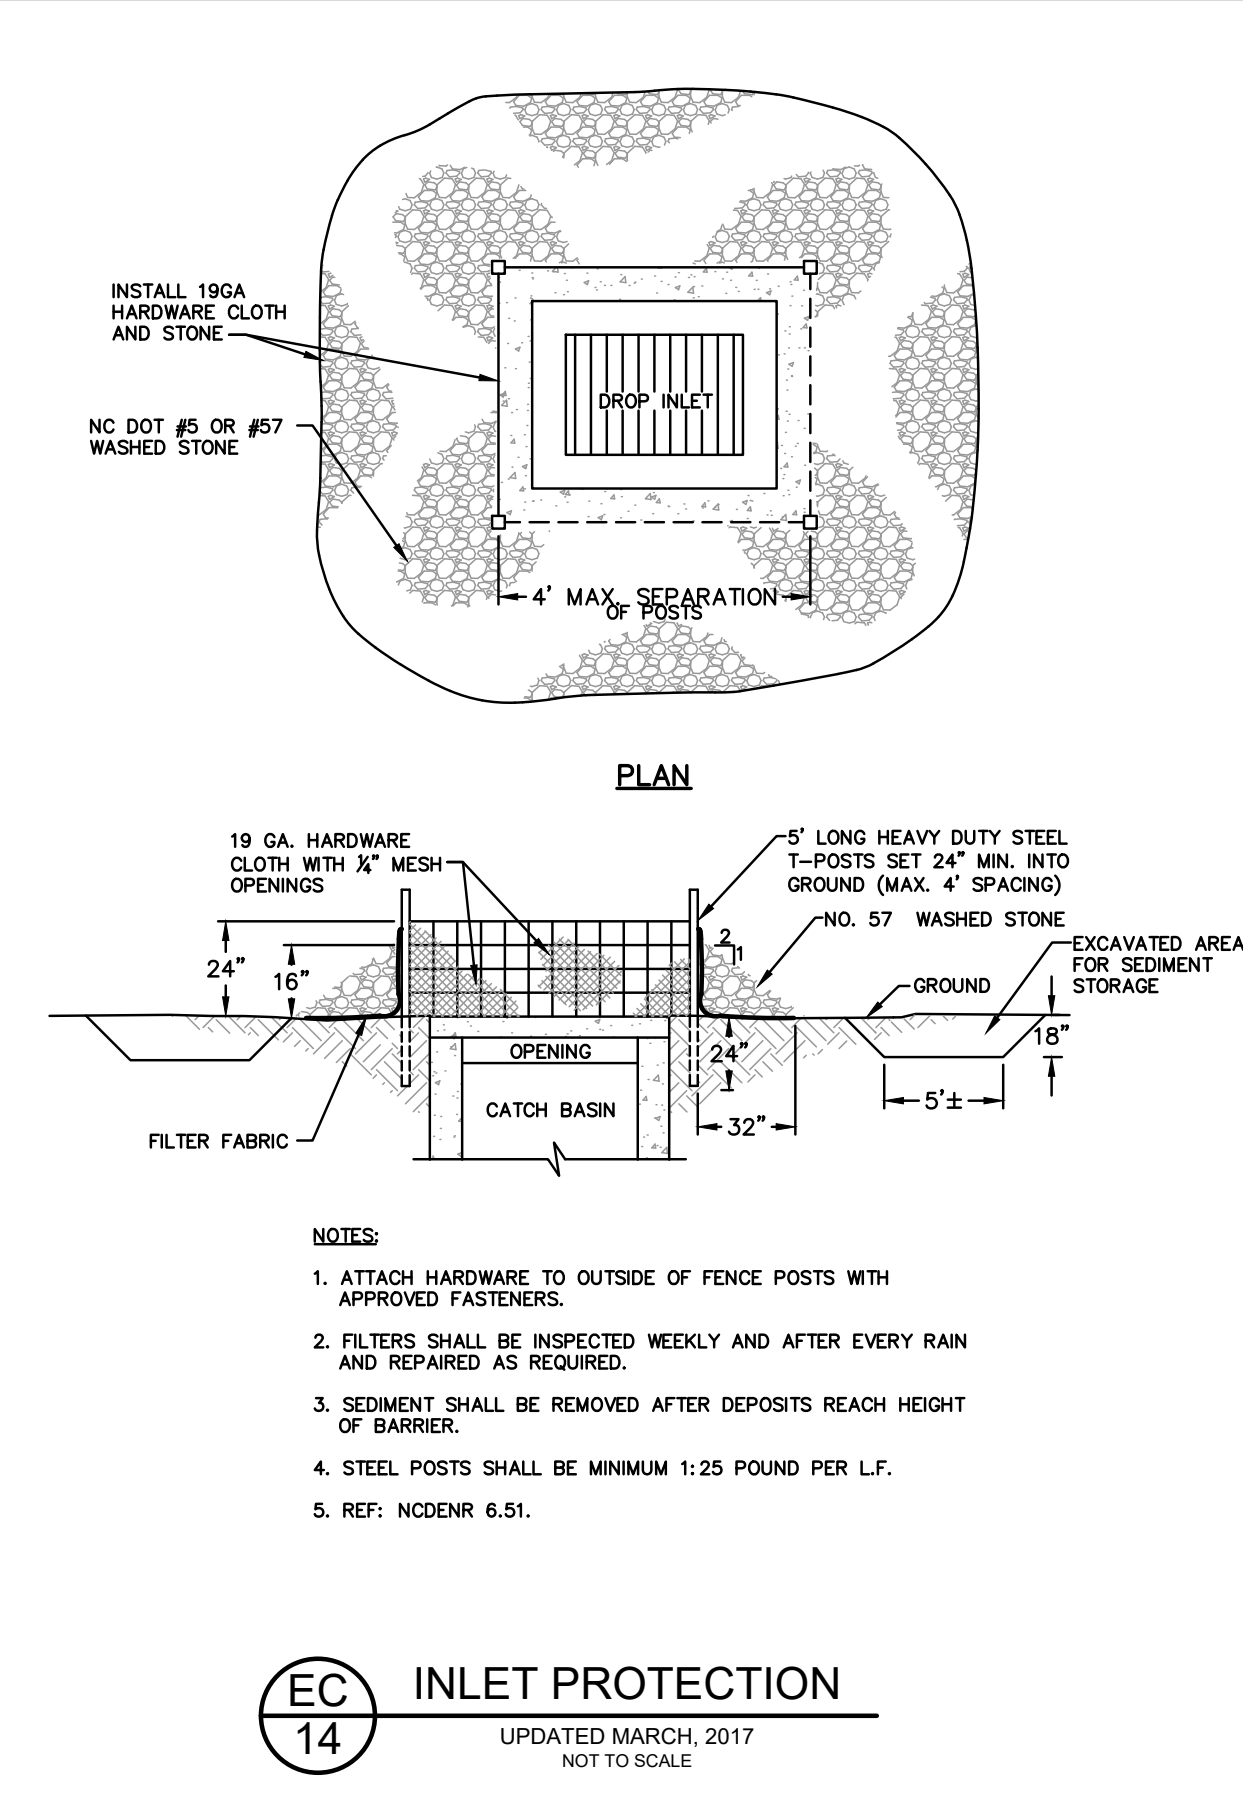 INSTALL 19GA
HARDWARE CLOTH
AND STONE
NC DOT #5 OR #57
WASHED STONE
DROP INLET
4' MAX. SEPARATION
OF POSTS
PLAN
19 GA. HARDWARE
CLOTH WITH ¼" MESH
OPENINGS
5' LONG HEAVY DUTY STEEL
T-POSTS SET 24" MIN. INTO
GROUND (MAX. 4' SPACING)
NO. 57 WASHED STONE
EXCAVATED AREA
FOR SEDIMENT
STORAGE
2
1
24"
16"
GROUND
18"
OPENING
24"
CATCH BASIN
5'±
32"
FILTER FABRIC
NOTES:
1. ATTACH HARDWARE TO OUTSIDE OF FENCE POSTS WITH
APPROVED FASTENERS.
2. FILTERS SHALL BE INSPECTED WEEKLY AND AFTER EVERY RAIN
AND REPAIRED AS REQUIRED.
3. SEDIMENT SHALL BE REMOVED AFTER DEPOSITS REACH HEIGHT
OF BARRIER.
4. STEEL POSTS SHALL BE MINIMUM 1:25 POUND PER L.F.
5. REF: NCDENR 6.51.
EC
14
INLET PROTECTION
UPDATED MARCH, 2017
NOT TO SCALE